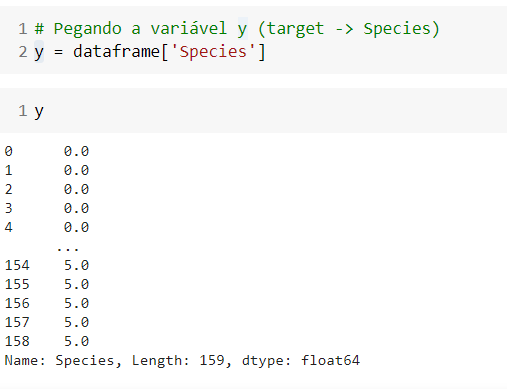 1 # Pegando a variável y (target -> Species)
2 y = dataframe['Species']
1 y
0      0.0
1      0.0
2      0.0
3      0.0
4      0.0
      ...
154    5.0
155    5.0
156    5.0
157    5.0
158    5.0
Name: Species, Length: 159, dtype: float64